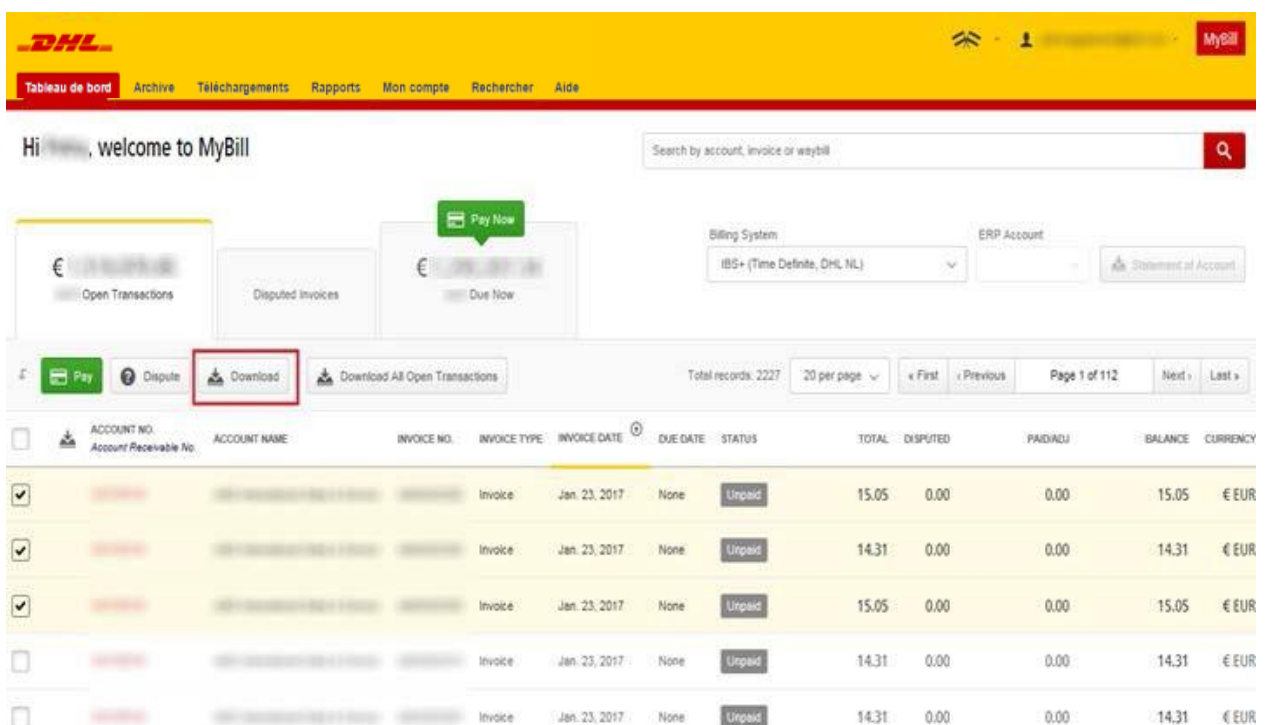 DHL
MyBill
Tableau de bord Archive Téléchargements Rapports Mon compte Rechercher Aide
Hi , welcome to MyBill
Search by account, invoice or waybill
Pay Now
Billing System ERP Account
€ € IBS+ (Time Definite, DHL NL) Statement of Account
Open Transactions Disputed Invoices Due Now
Pay Dispute Download Download All Open Transactions Total records: 2227 20 per page « First ‹ Previous Page 1 of 112 Next › Last »
ACCOUNT NO. ACCOUNT NAME INVOICE NO. INVOICE TYPE INVOICE DATE DUE DATE STATUS TOTAL DISPUTED PAID/ADJ BALANCE CURRENCY
Account Receivable No.
Invoice Jan. 23, 2017 None Unpaid 15.05 0.00 0.00 15.05 € EUR
Invoice Jan. 23, 2017 None Unpaid 14.31 0.00 0.00 14.31 € EUR
Invoice Jan. 23, 2017 None Unpaid 15.05 0.00 0.00 15.05 € EUR
Invoice Jan. 23, 2017 None Unpaid 14.31 0.00 0.00 14.31 € EUR
Invoice Jan. 23, 2017 None Unpaid 14.31 0.00 0.00 14.31 € EUR